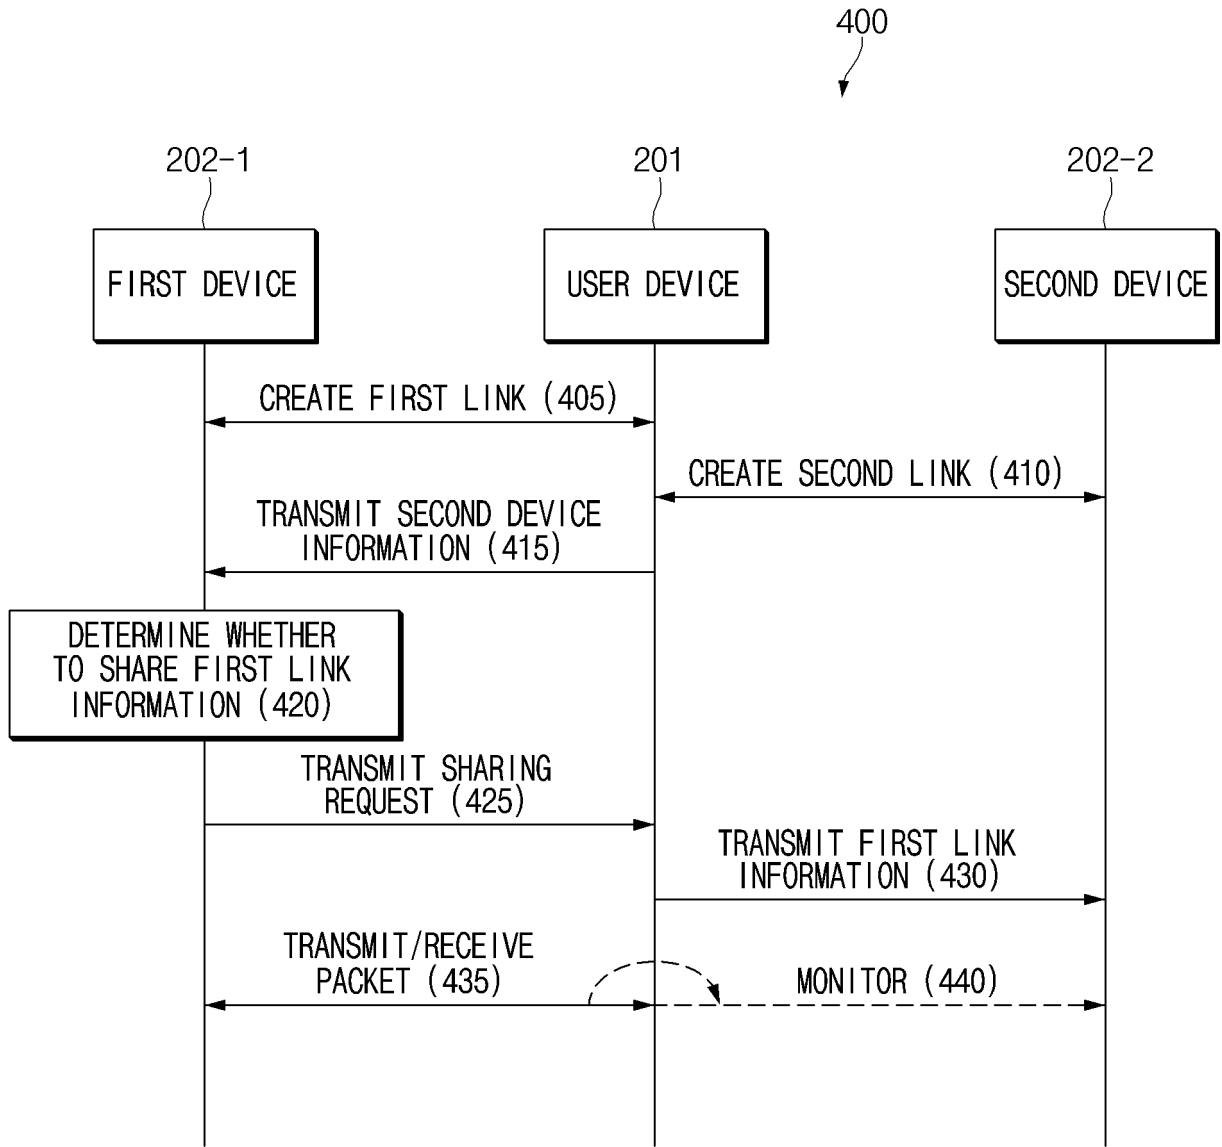 400
202-1
201
202-2
FIRST DEVICE
USER DEVICE
SECOND DEVICE
CREATE FIRST LINK (405)
CREATE SECOND LINK (410)
TRANSMIT SECOND DEVICE
INFORMATION (415)
DETERMINE WHETHER
TO SHARE FIRST LINK
INFORMATION (420)
TRANSMIT SHARING
REQUEST (425)
TRANSMIT FIRST LINK
INFORMATION (430)
TRANSMIT/RECEIVE
PACKET (435)
MONITOR (440)